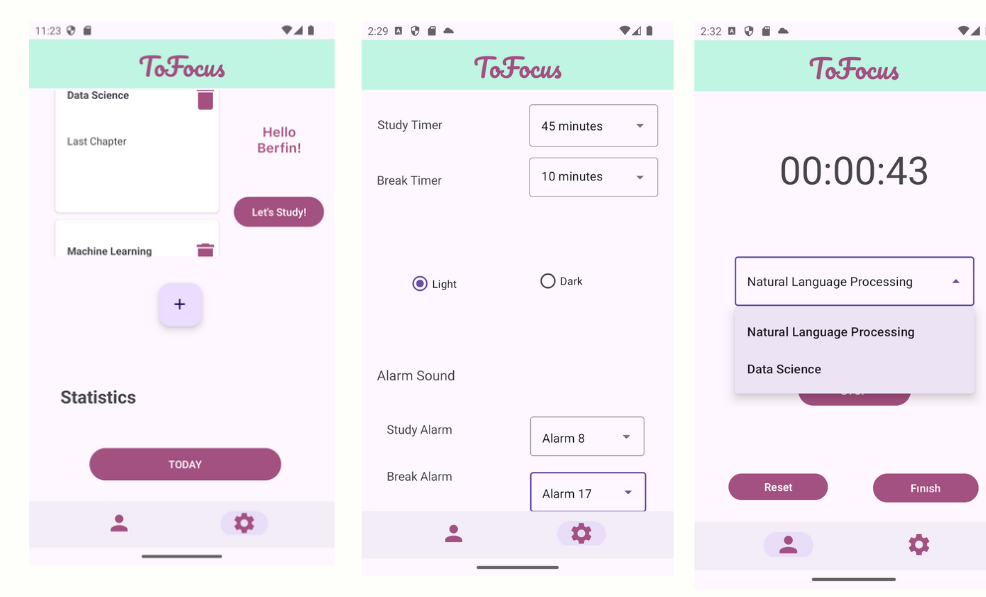 11:23
ToFocus
Data Science
Last Chapter
Hello
Berfin!
Let's Study!
Machine Learning
+
Statistics
TODAY
2:29
ToFocus
Study Timer
45 minutes
Break Timer
10 minutes
Light
Dark
Alarm Sound
Study Alarm
Alarm 8
Break Alarm
Alarm 17
2:32
ToFocus
00:00:43
Natural Language Processing
Natural Language Processing
Data Science
Reset
Finish